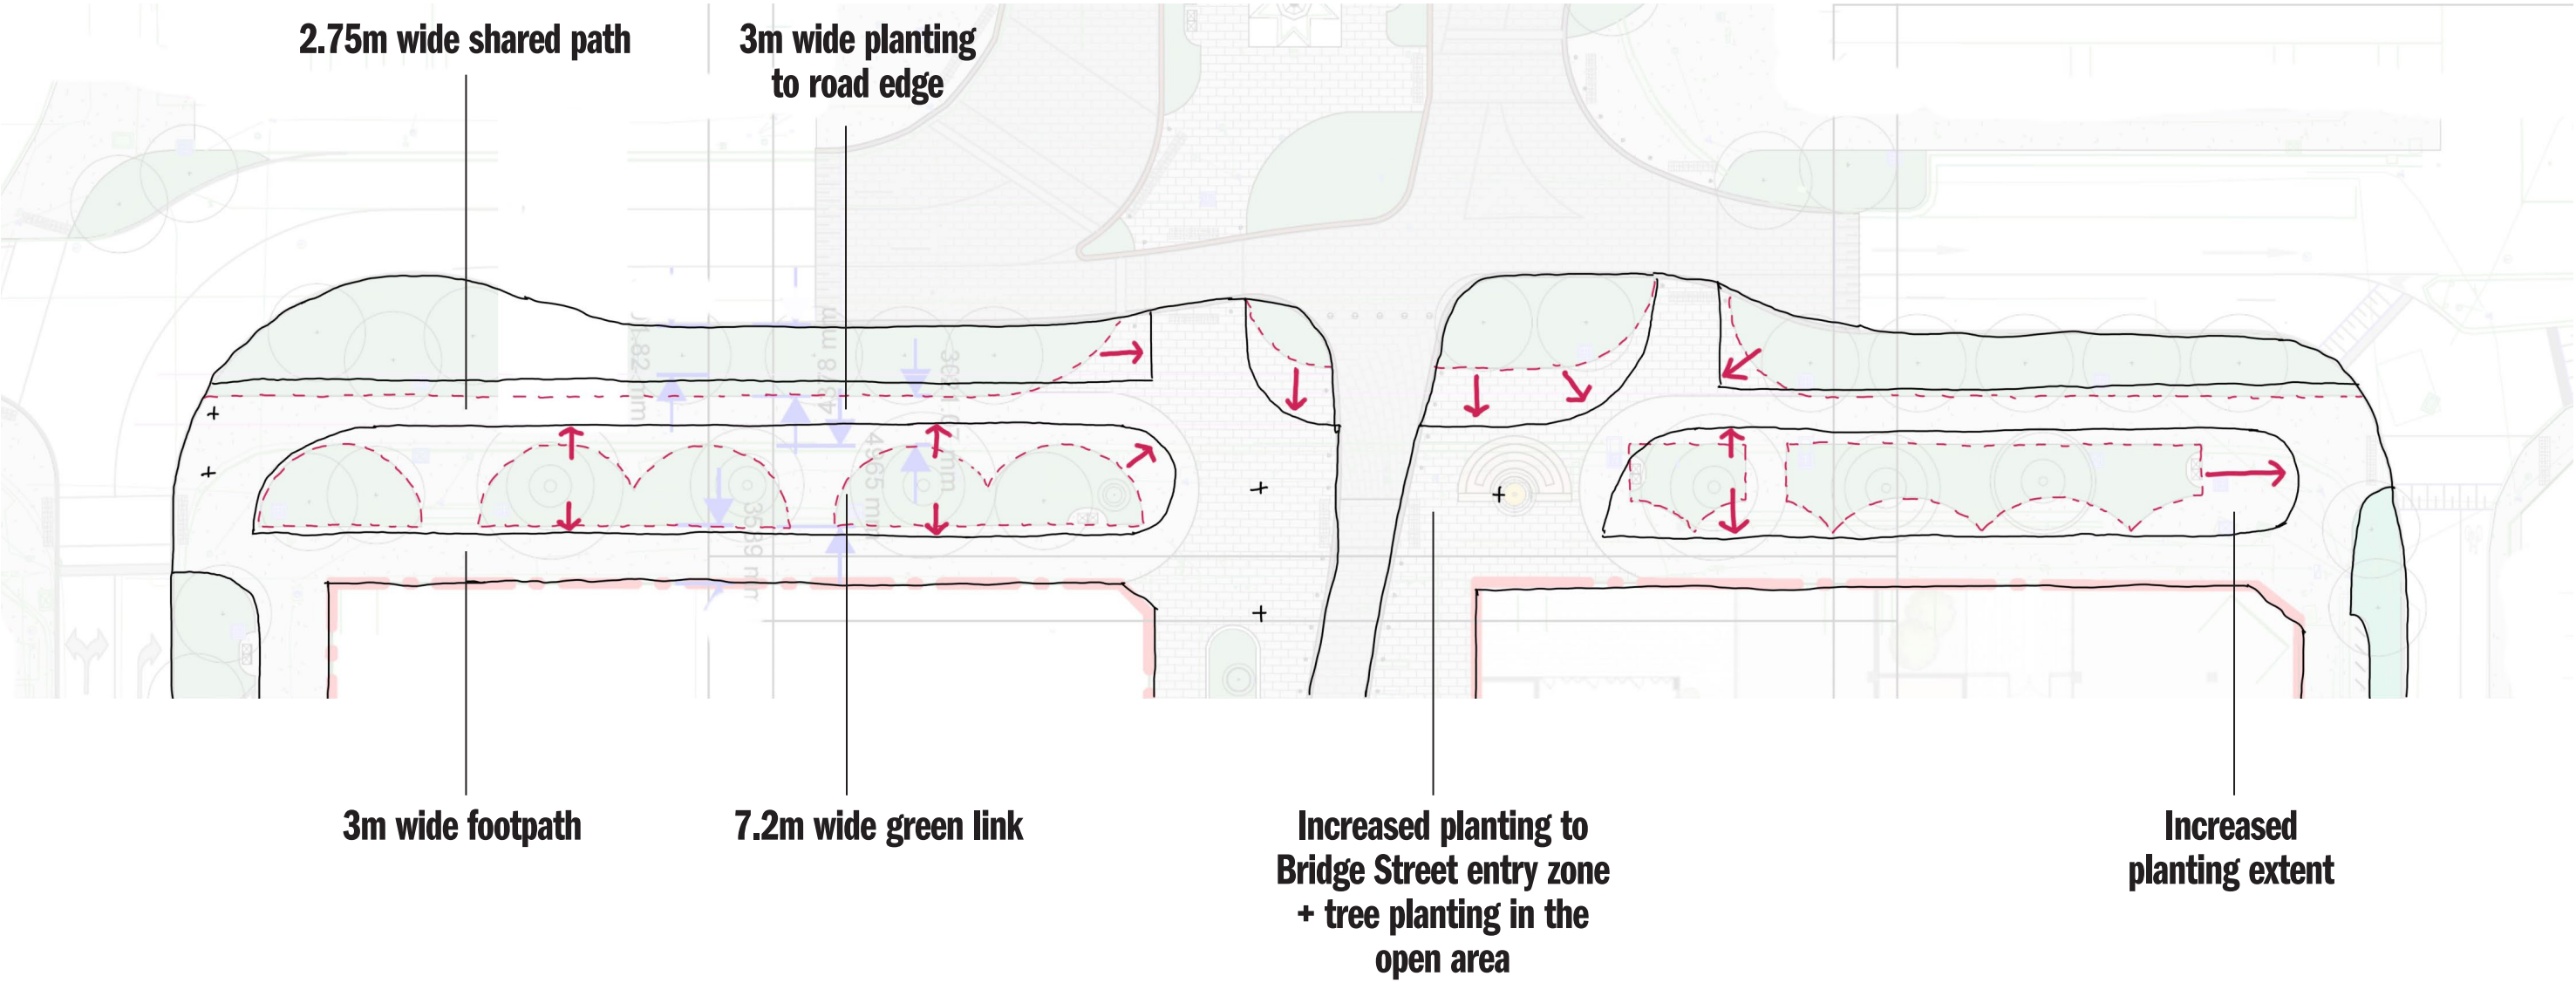 2.75m wide shared path
3m wide planting
to road edge
3m wide footpath
7.2m wide green link
Increased planting to
Bridge Street entry zone
+ tree planting in the
open area
Increased
planting extent